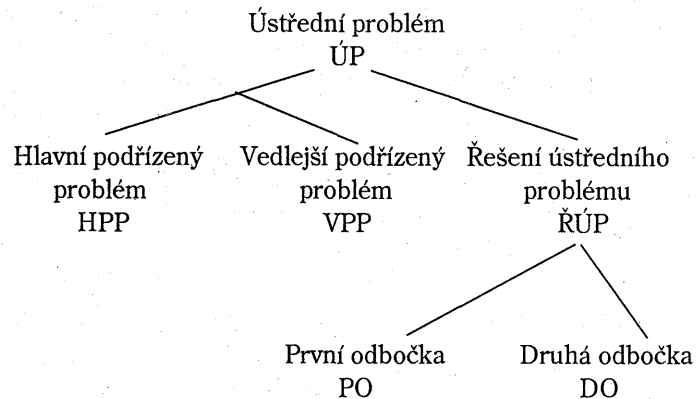 Ústřední problém
ÚP
Hlavní podřízený
problém
HPP
Vedlejší podřízený
problém
VPP
Řešení ústředního
problému
ŘÚP
První odbočka
PO
Druhá odbočka
DO